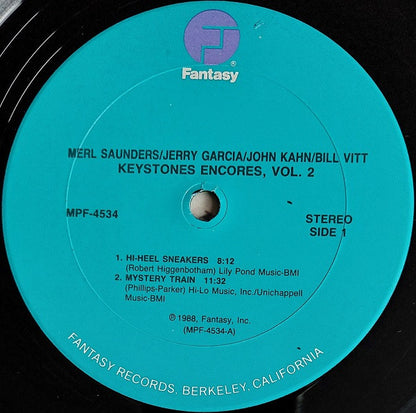 Fantasy®
MERL SAUNDERS/JERRY GARCIA/JOHN KAHN/BILL VITT
KEYSTONES ENCORES, VOL. 2
MPF-4534
STEREO
SIDE 1
1. HI-HEEL SNEAKERS 8:12
(Robert Higgenbotham) Lily Pond Music-BMI
2. MYSTERY TRAIN 11:32
(Phillips-Parker) Hi-Lo Music, Inc./Unichappell
Music-BMI
℗ 1988, Fantasy, Inc.
(MPF-4534-A)
FANTASY RECORDS, BERKELEY, CALIFORNIA